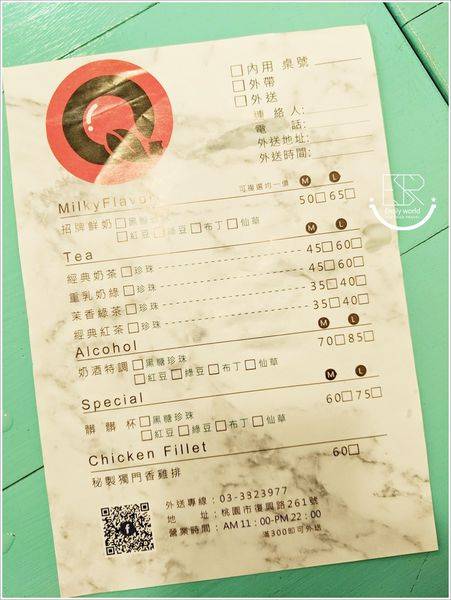 □內用 桌號
□外帶
□外送
連 絡 人:
電 話:
外送地址:
外送時間:
MilkyFlavor 可複選均一價 M L
招牌鮮奶 □黑糖珍珠 50□65□
□紅豆□綠豆□布丁□仙草
Tea M L
經典奶茶□珍珠 45□60□
重乳奶綠□珍珠 45□60□
茉香綠茶□珍珠 35□40□
經典紅茶□珍珠 35□40□
Alcohol M L
奶酒特調□黑糖珍珠 70□85□
□紅豆□綠豆□布丁□仙草
Special M L
髒 髒 杯□黑糖珍珠 60□75□
□紅豆□綠豆□布丁□仙草
Chicken Fillet
秘製獨門香雞排 60□
外送專線：03-3323977
地 址：桃園市復興路261號
營業時間：AM11：00-PM22：00
滿300即可外送
Emily world